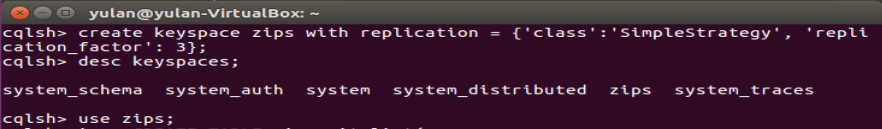 yulan@yulan-VirtualBox: ~
cqlsh> create keyspace zips with replication = {'class':'SimpleStrategy', 'repli
cation_factor': 3};
cqlsh> desc keyspaces;
system_schema  system_auth  system  system_distributed  zips  system_traces
cqlsh> use zips;